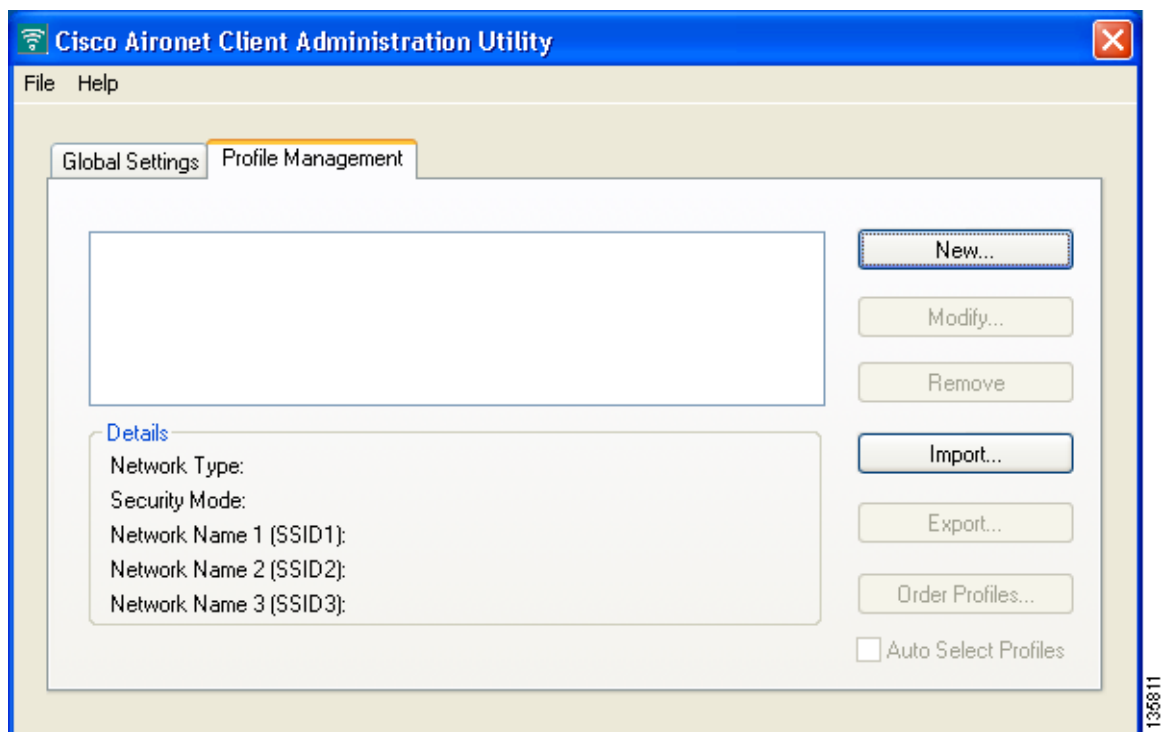 Cisco Aironet Client Administration Utility
File Help
Global Settings Profile Management
New...
Modify...
Remove
Details
Network Type:
Security Mode:
Network Name 1 (SSID1):
Network Name 2 (SSID2):
Network Name 3 (SSID3):
Import...
Export...
Order Profiles...
Auto Select Profiles
135811